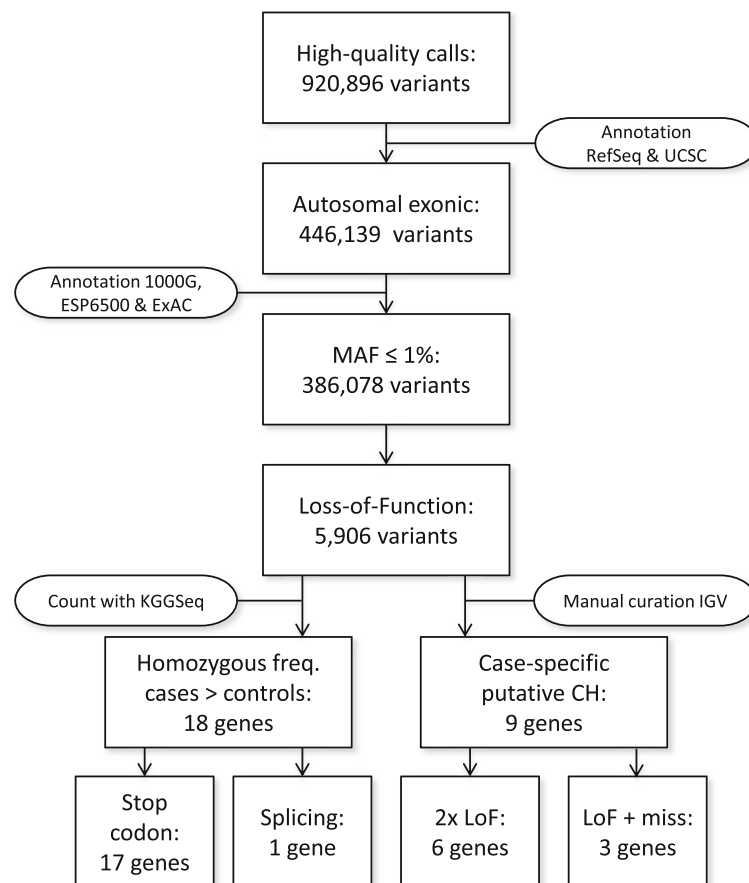 High-quality calls:
920,896 variants
Annotation
RefSeq & UCSC
Autosomal exonic:
446,139 variants
Annotation 1000G,
ESP6500 & ExAC
MAF ≤ 1%:
386,078 variants
Loss-of-Function:
5,906 variants
Count with KGGSeq
Manual curation IGV
Homozygous freq.
cases > controls:
18 genes
Case-specific
putative CH:
9 genes
Stop
codon:
17 genes
Splicing:
1 gene
2x LoF:
6 genes
LoF + miss:
3 genes